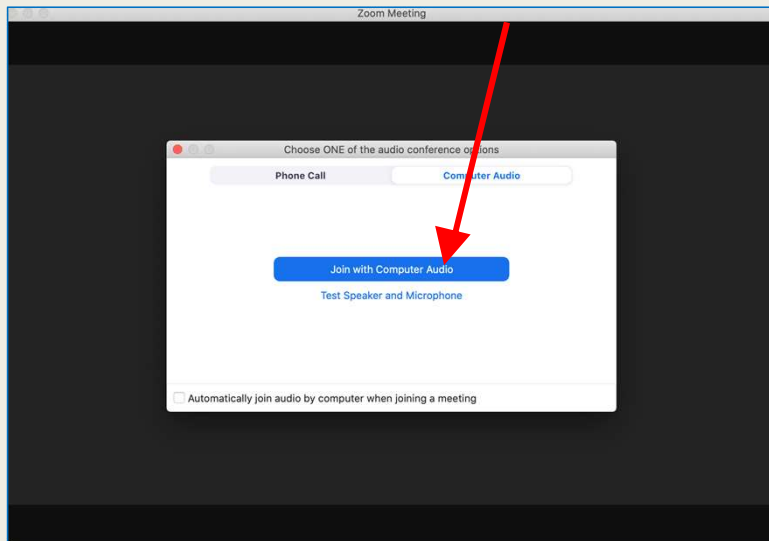 Zoom Meeting
Choose ONE of the audio conference options
Phone Call
Computer Audio
Join with Computer Audio
Test Speaker and Microphone
Automatically join audio by computer when joining a meeting